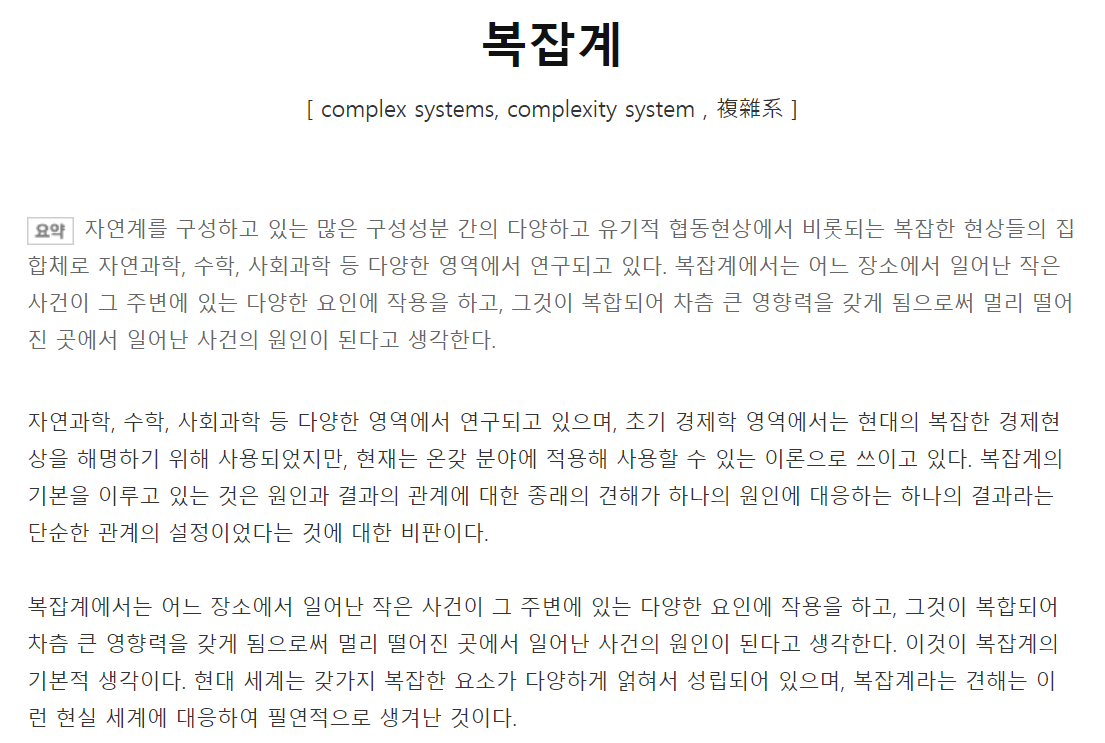 복잡계
[ complex systems, complexity system , 複雜系 ]
요약 자연계를 구성하고 있는 많은 구성성분 간의 다양하고 유기적 협동현상에서 비롯되는 복잡한 현상들의 집
합체로 자연과학, 수학, 사회과학 등 다양한 영역에서 연구되고 있다. 복잡계에서는 어느 장소에서 일어난 작은
사건이 그 주변에 있는 다양한 요인에 작용을 하고, 그것이 복합되어 차츰 큰 영향력을 갖게 됨으로써 멀리 떨어
진 곳에서 일어난 사건의 원인이 된다고 생각한다.
자연과학, 수학, 사회과학 등 다양한 영역에서 연구되고 있으며, 초기 경제학 영역에서는 현대의 복잡한 경제현
상을 해명하기 위해 사용되었지만, 현재는 온갖 분야에 적용해 사용할 수 있는 이론으로 쓰이고 있다. 복잡계의
기본을 이루고 있는 것은 원인과 결과의 관계에 대한 종래의 견해가 하나의 원인에 대응하는 하나의 결과라는
단순한 관계의 설정이었다는 것에 대한 비판이다.
복잡계에서는 어느 장소에서 일어난 작은 사건이 그 주변에 있는 다양한 요인에 작용을 하고, 그것이 복합되어
차츰 큰 영향력을 갖게 됨으로써 멀리 떨어진 곳에서 일어난 사건의 원인이 된다고 생각한다. 이것이 복잡계의
기본적 생각이다. 현대 세계는 갖가지 복잡한 요소가 다양하게 얽혀서 성립되어 있으며, 복잡계라는 견해는 이
런 현실 세계에 대응하여 필연적으로 생겨난 것이다.